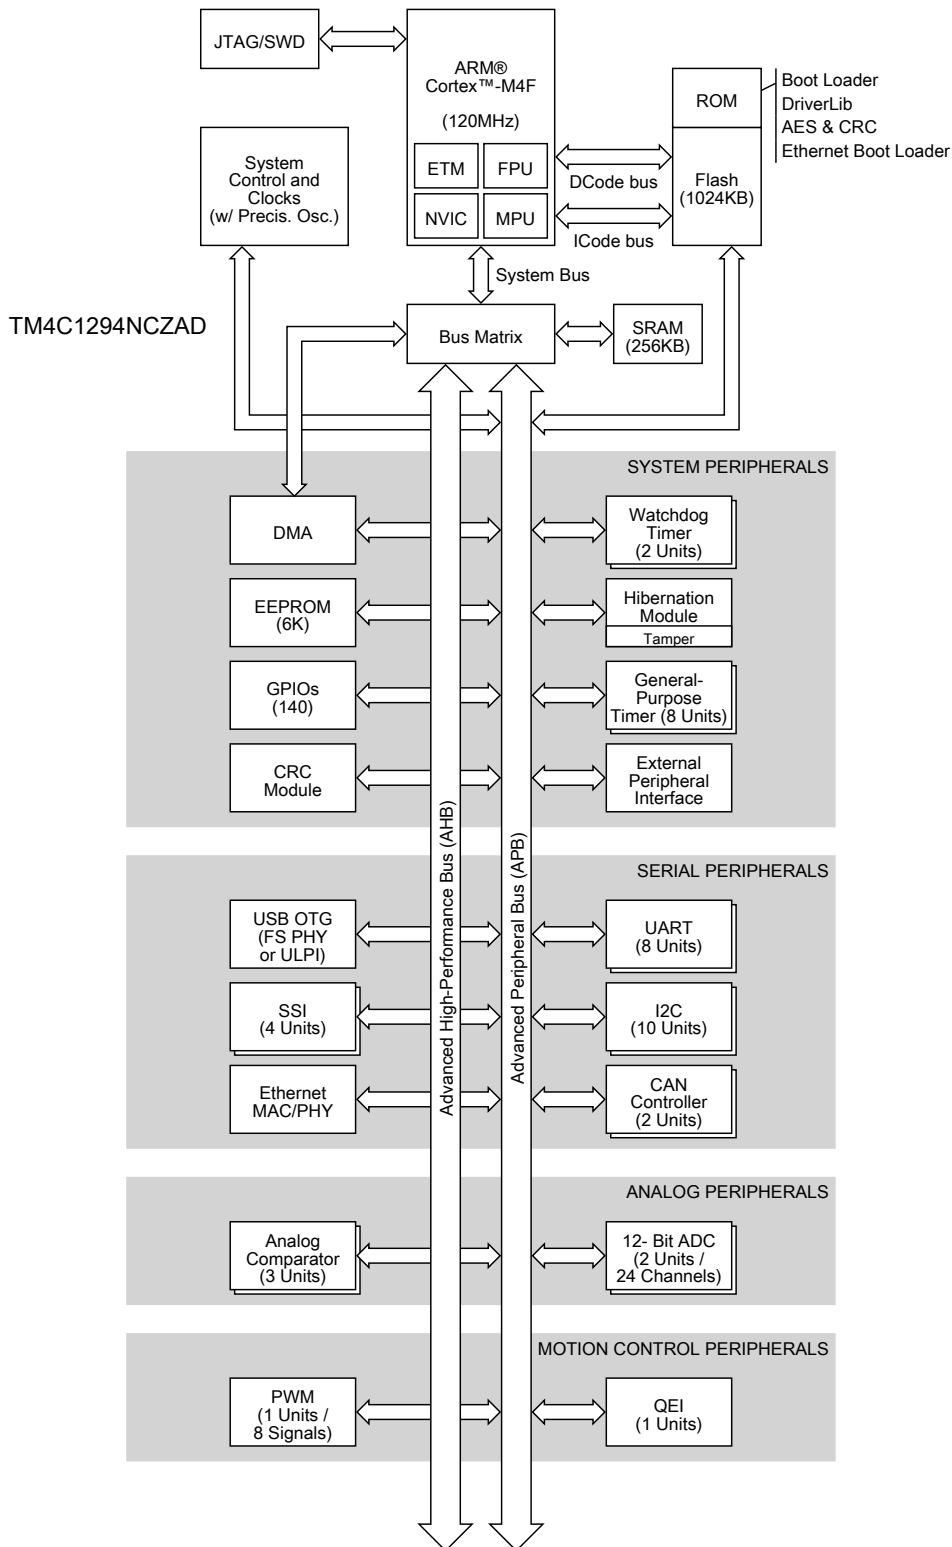 JTAG/SWD
ARM®
Cortex™-M4F
(120MHz)
ETM
FPU
NVIC
MPU
ROM
Boot Loader
DriverLib
AES & CRC
Ethernet Boot Loader
Flash
(1024KB)
DCode bus
ICode bus
System
Control and
Clocks
(w/ Precis. Osc.)
System Bus
TM4C1294NCZAD
Bus Matrix
SRAM
(256KB)
SYSTEM PERIPHERALS
DMA
Watchdog
Timer
(2 Units)
EEPROM
(6K)
Hibernation
Module
Tamper
GPIOs
(140)
General-
Purpose
Timer (8 Units)
CRC
Module
External
Peripheral
Interface
Advanced High-Performance Bus (AHB)
Advanced Peripheral Bus (APB)
SERIAL PERIPHERALS
USB OTG
(FS PHY
or ULPI)
UART
(8 Units)
SSI
(4 Units)
I2C
(10 Units)
Ethernet
MAC/PHY
CAN
Controller
(2 Units)
ANALOG PERIPHERALS
Analog
Comparator
(3 Units)
12- Bit ADC
(2 Units /
24 Channels)
MOTION CONTROL PERIPHERALS
PWM
(1 Units /
8 Signals)
QEI
(1 Units)